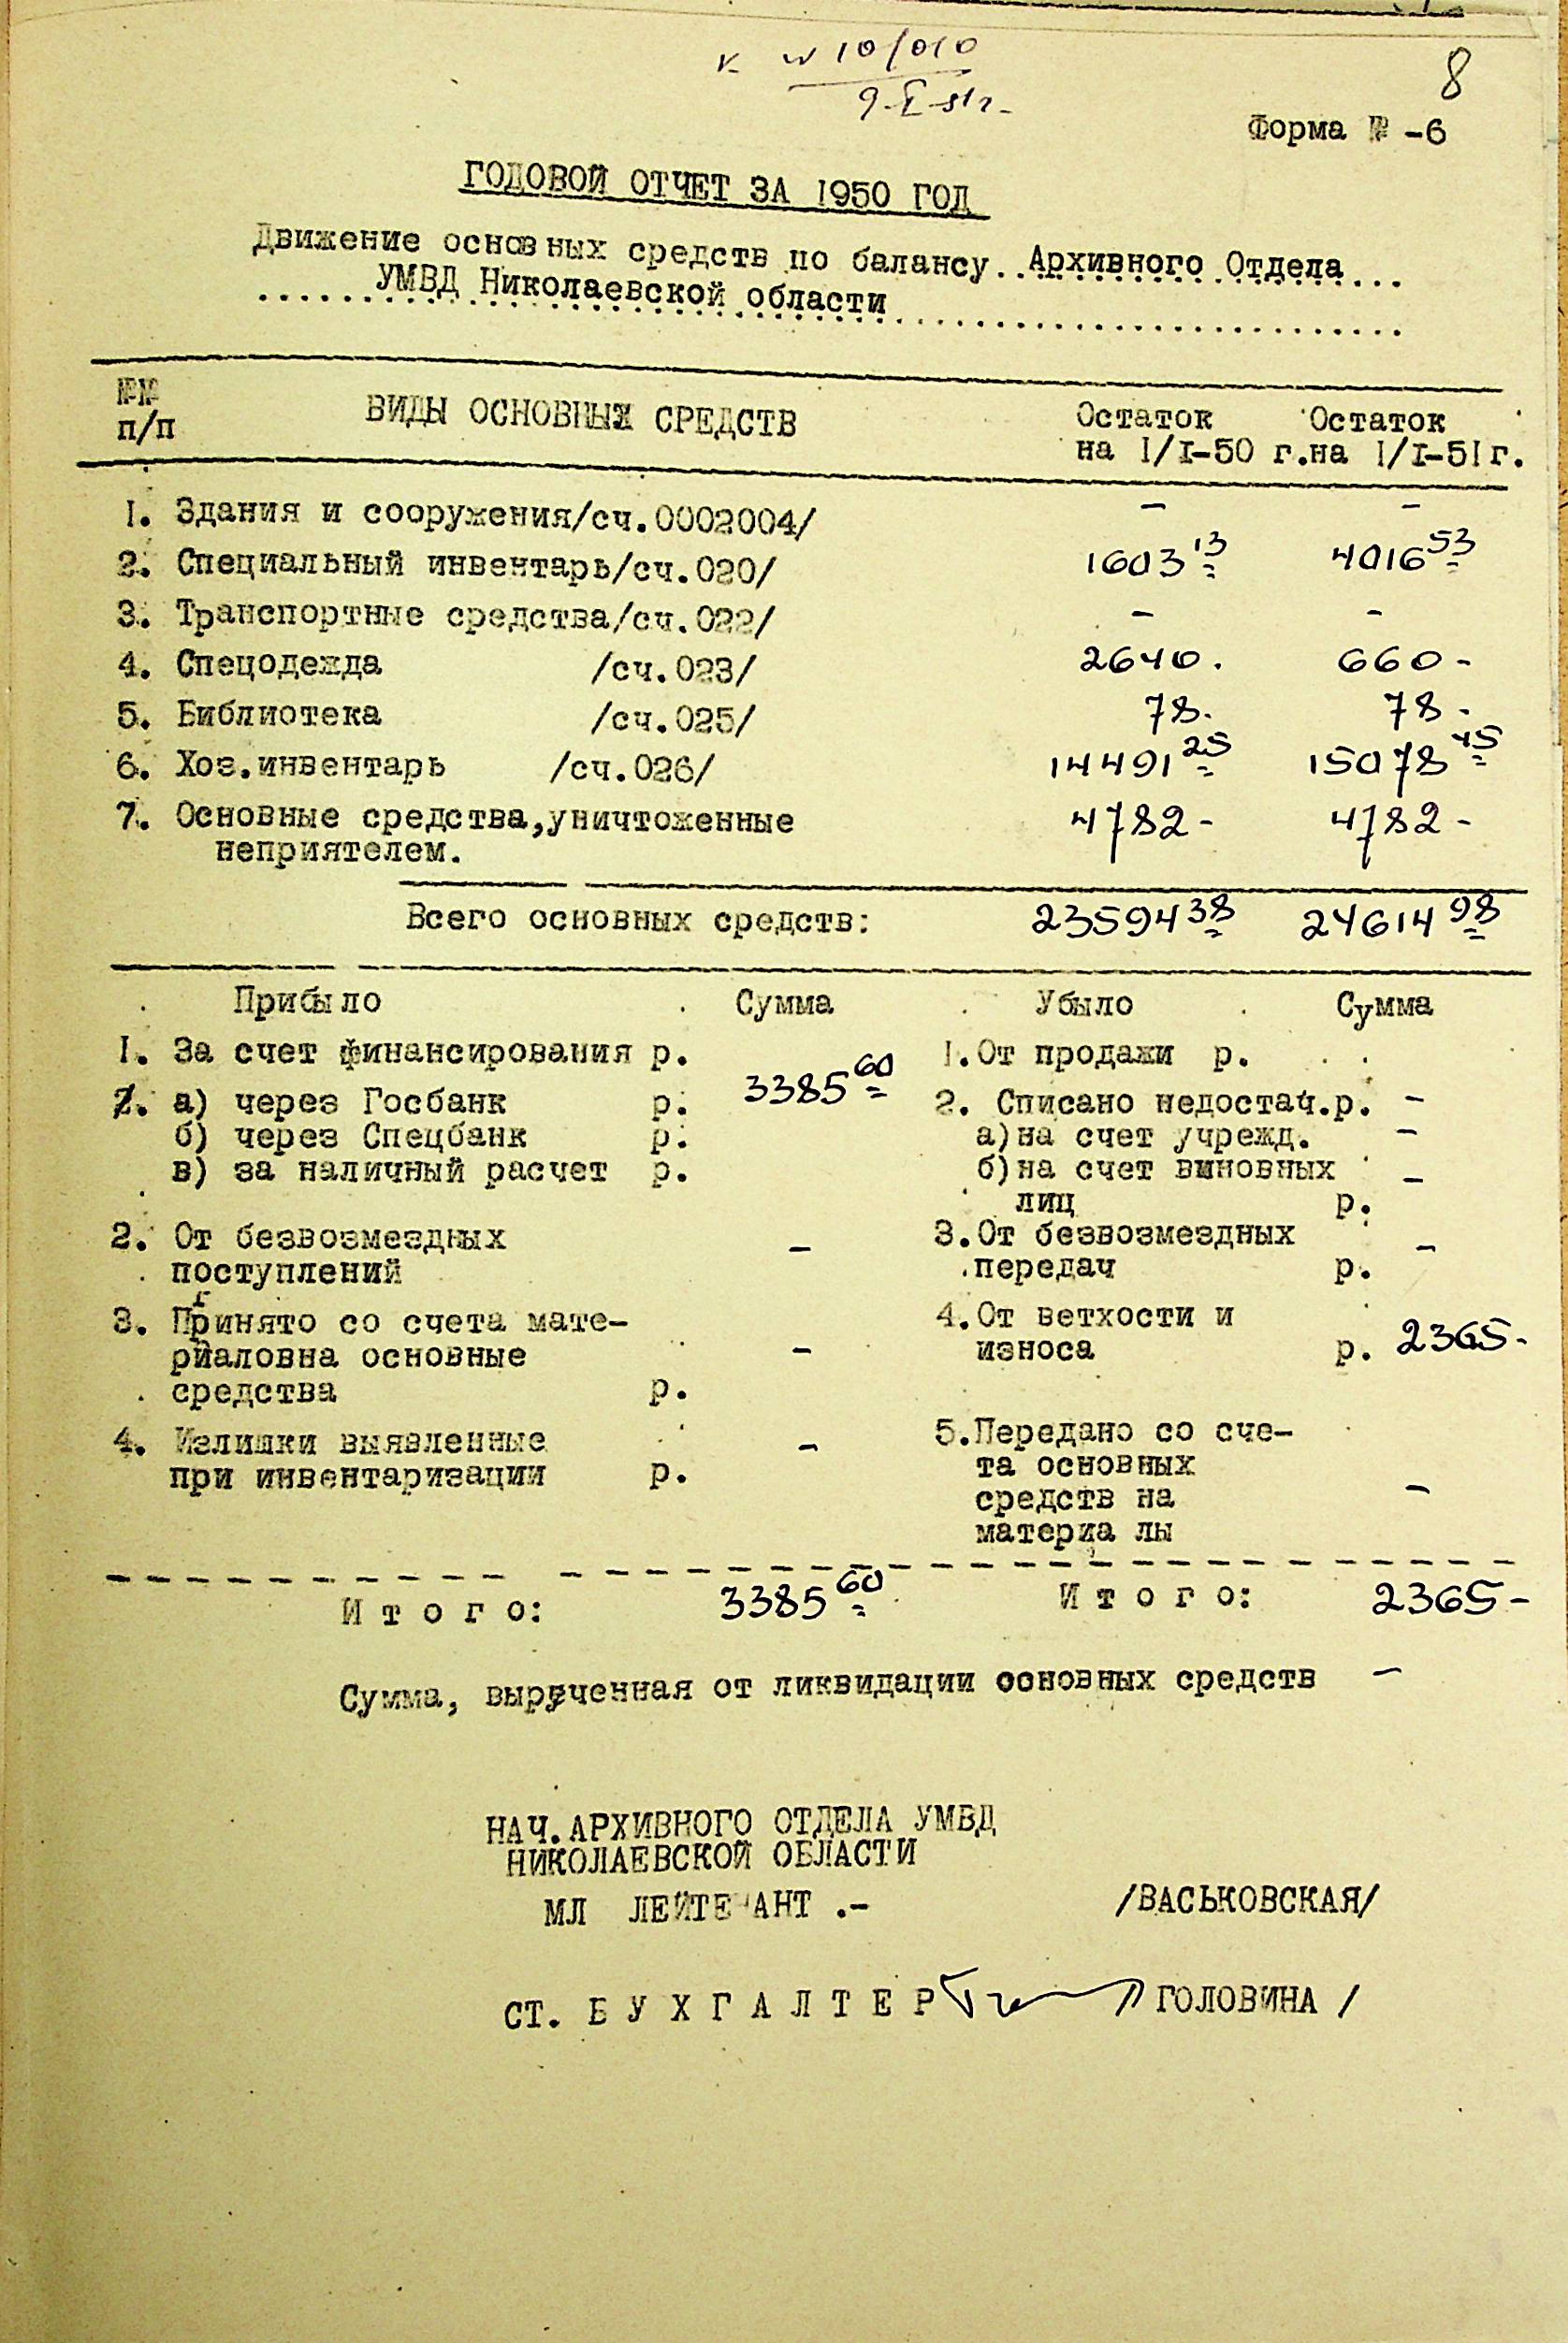 к № 10/010
9-I-51 г.
8
Форма № -6
ГОДОВОЙ ОТЧЕТ ЗА 1950 ГОД
Движение основных средств по балансу..Архивного Отдела...
УМВД Николаевской области
№№ п/п ВИДЫ ОСНОВНЫХ СРЕДСТВ Остаток на 1/I-50 г. Остаток на 1/I-51 г.
1. Здания и сооружения/сч.0002004/ – –
2. Специальный инвентарь/сч.020/ 1603 13 4016 53
3. Транспортные средства/сч.022/ – –
4. Спецодежда /сч.023/ 2640. 660-
5. Библиотека /сч.025/ 78. 78-
6. Хоз.инвентарь /сч.026/ 14491 25 15078 45
7. Основные средства,уничтоженные 4782- 4782-
неприятелем.
Всего основных средств: 23594 38 24614 98
Прибыло Сумма Убыло Сумма
1. За счет финансирования р. 1.От продажи р.
2. а) через Госбанк р. 3385 60 2. Списано недостач.р. –
б) через Спецбанк р. а)на счет учрежд. –
в) за наличный расчет р. б)на счет виновных –
лиц р.
2. От безвозмездных – 3.От безвозмездных –
поступлений передач р.
3. Принято со счета мате- 4.От ветхости и
риаловна основные – износа р. 2365-
средства р.
4. Излишки выявленные – 5.Передано со сче-
при инвентаризации р. та основных
средств на –
материа лы
И т о г о: 3385 60 И т о г о: 2365-
Сумма, вырученная от ликвидации основных средств –
НАЧ.АРХИВНОГО ОТДЕЛА УМВД
НИКОЛАЕВСКОЙ ОБЛАСТИ
МЛ ЛЕЙТЕНАНТ .- /ВАСЬКОВСКАЯ/
СТ. Б У Х Г А Л Т Е Р / ГОЛОВИНА /